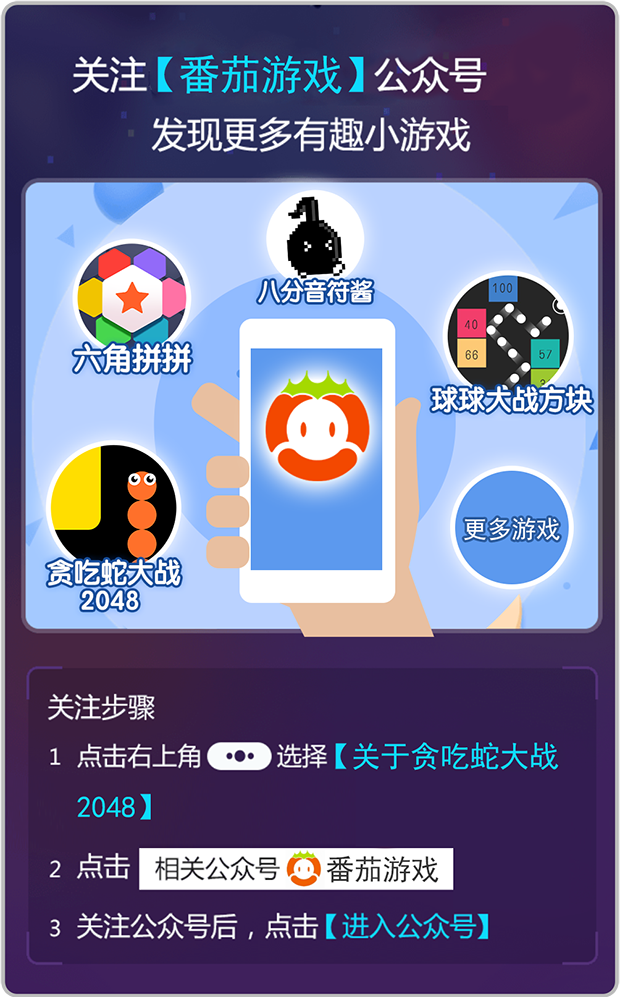 关注【番茄游戏】公众号
发现更多有趣小游戏
八分音符酱
六角拼拼
100
40
66
57
球球大战方块
更多游戏
贪吃蛇大战
2048
关注步骤
1 点击右上角 选择【关于贪吃蛇大战
2048】
2 点击 相关公众号 番茄游戏
3 关注公众号后，点击【进入公众号】